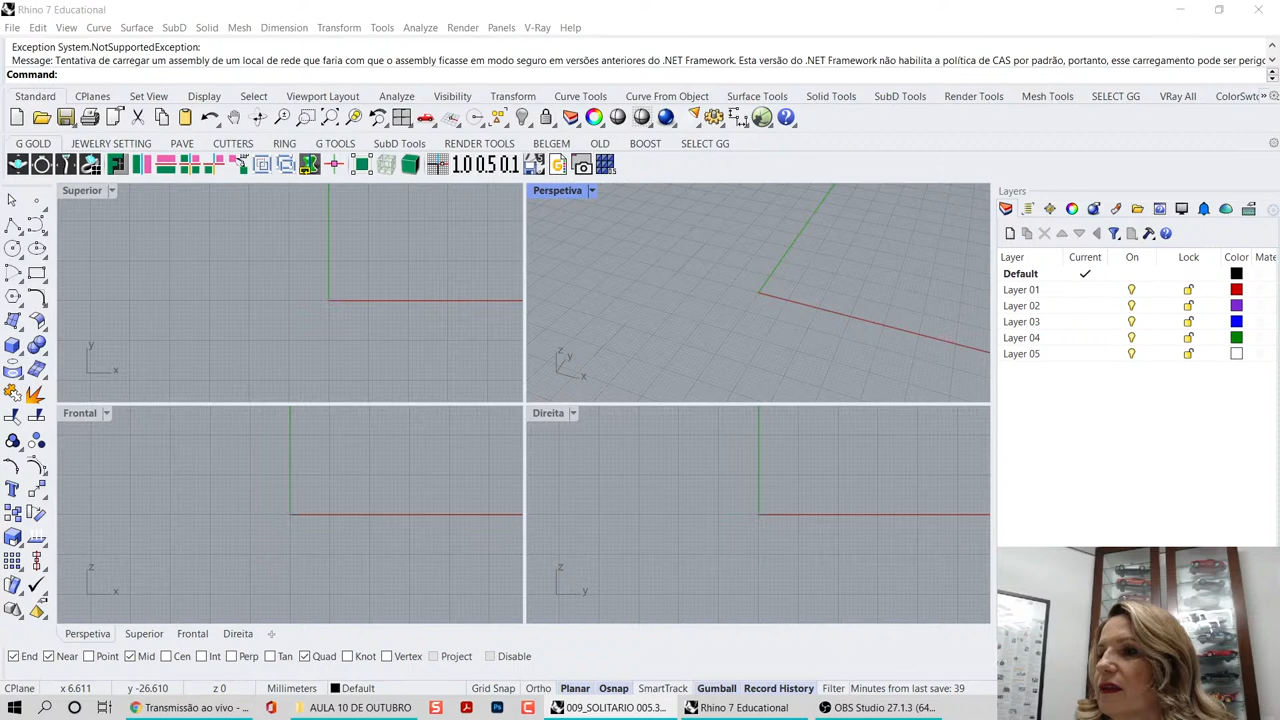 Rhino 7 Educational
File Edit View Curve Surface SubD Solid Mesh Dimension Transform Tools Analyze Render Panels V-Ray Help
Exception System.NotSupportedException:
Message: Tentativa de carregar um assembly de um local de rede que faria com que o assembly ficasse em modo seguro em versões anteriores do .NET Framework. Esta versão do .NET Framework não habilita a política de CAS por padrão, portanto, esse carregamento pode ser perigo
Command:
Standard CPlanes Set View Display Select Viewport Layout Analyze Visibility Transform Curve Tools Curve From Object Surface Tools Solid Tools SubD Tools Render Tools Mesh Tools SELECT GG VRay All ColorSwtc
G GOLD JEWELRY SETTING PAVE CUTTERS RING G TOOLS SubD Tools RENDER TOOLS BELGEM OLD BOOST SELECT GG
1.0 0.5 0.1
Superior
Perspetiva
Layers
Layer Current On Lock Color Mate
Default
Layer 01
Layer 02
Layer 03
Layer 04
Layer 05
y
x
z
y
x
Frontal
Direita
z
x
z
y
Perspetiva Superior Frontal Direita
End Near Point Mid Cen Int Perp Tan Quad Knot Vertex Project Disable
CPlane x 6.611 y -26.610 z 0 Millimeters Default Grid Snap Ortho Planar Osnap SmartTrack Gumball Record History Filter Minutes from last save: 39
Transmissão ao vivo - ... AULA 10 DE OUTUBRO 009_SOLITARIO 005.3... Rhino 7 Educational OBS Studio 27.1.3 (64...